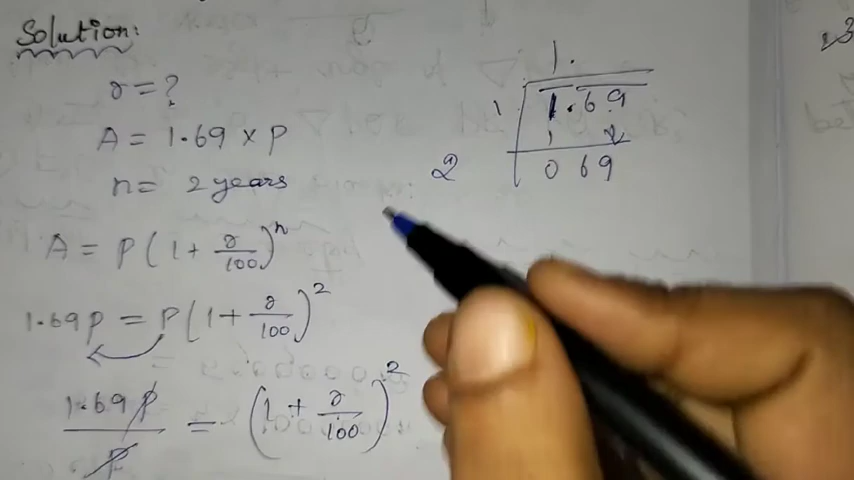 Solution:
r = ?
A = 1.69 × P
n = 2 years
A = P(1 + r/100)^n
1.69P = P(1 + r/100)^2
1.69P/P = (1 + r/100)^2
1.
1 1.69
1 ↓
2 0 69